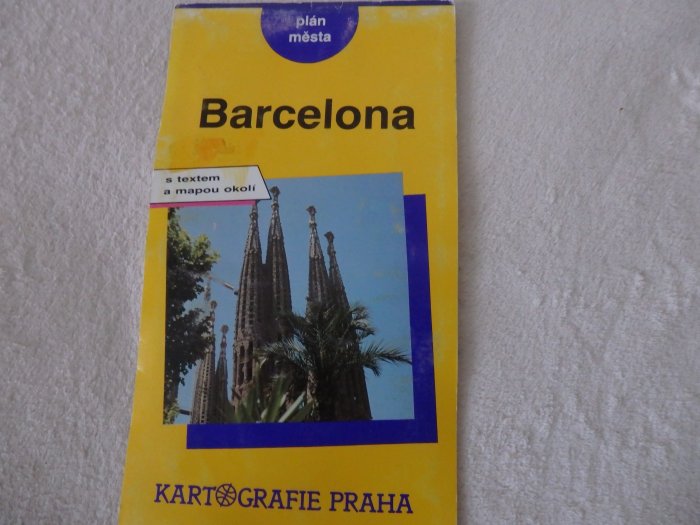 plán
města
Barcelona
s textem
a mapou okolí
KARTOGRAFIE PRAHA